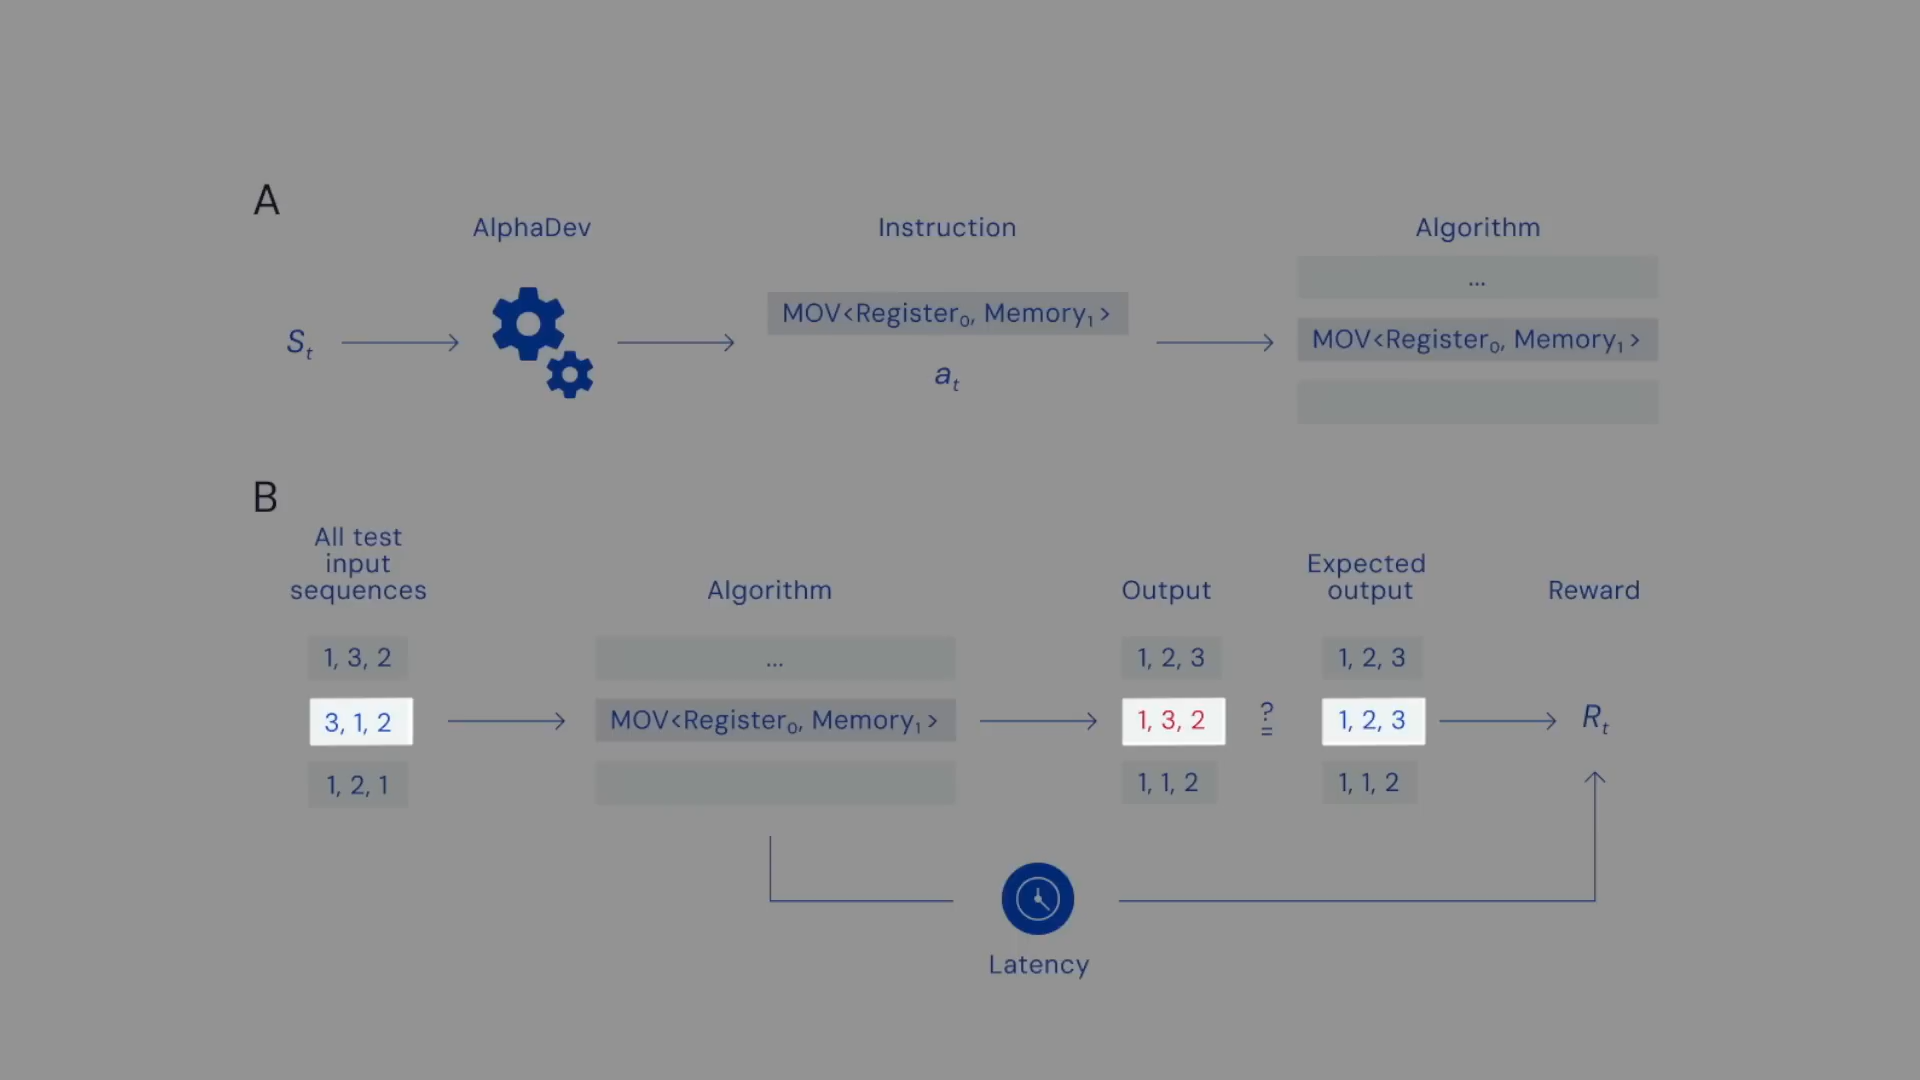 A
AlphaDev
Instruction
Algorithm
...
MOV<Register₀, Memory₁>
MOV<Register₀, Memory₁>
Sₜ
aₜ
B
All test
input
sequences
Algorithm
Output
Expected
output
Reward
1, 3, 2
...
1, 2, 3
1, 2, 3
3, 1, 2
MOV<Register₀, Memory₁>
1, 3, 2
?
=
1, 2, 3
Rₜ
1, 2, 1
1, 1, 2
1, 1, 2
Latency